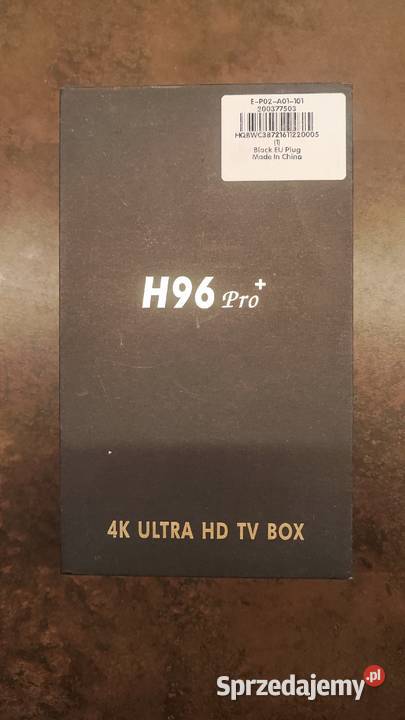 E-P02-A01-101
200377503
HQBWC38721611220005
(1)
Black EU Plug
Made In China
H96 Pro+
4K ULTRA HD TV BOX
Sprzedajemy.pl